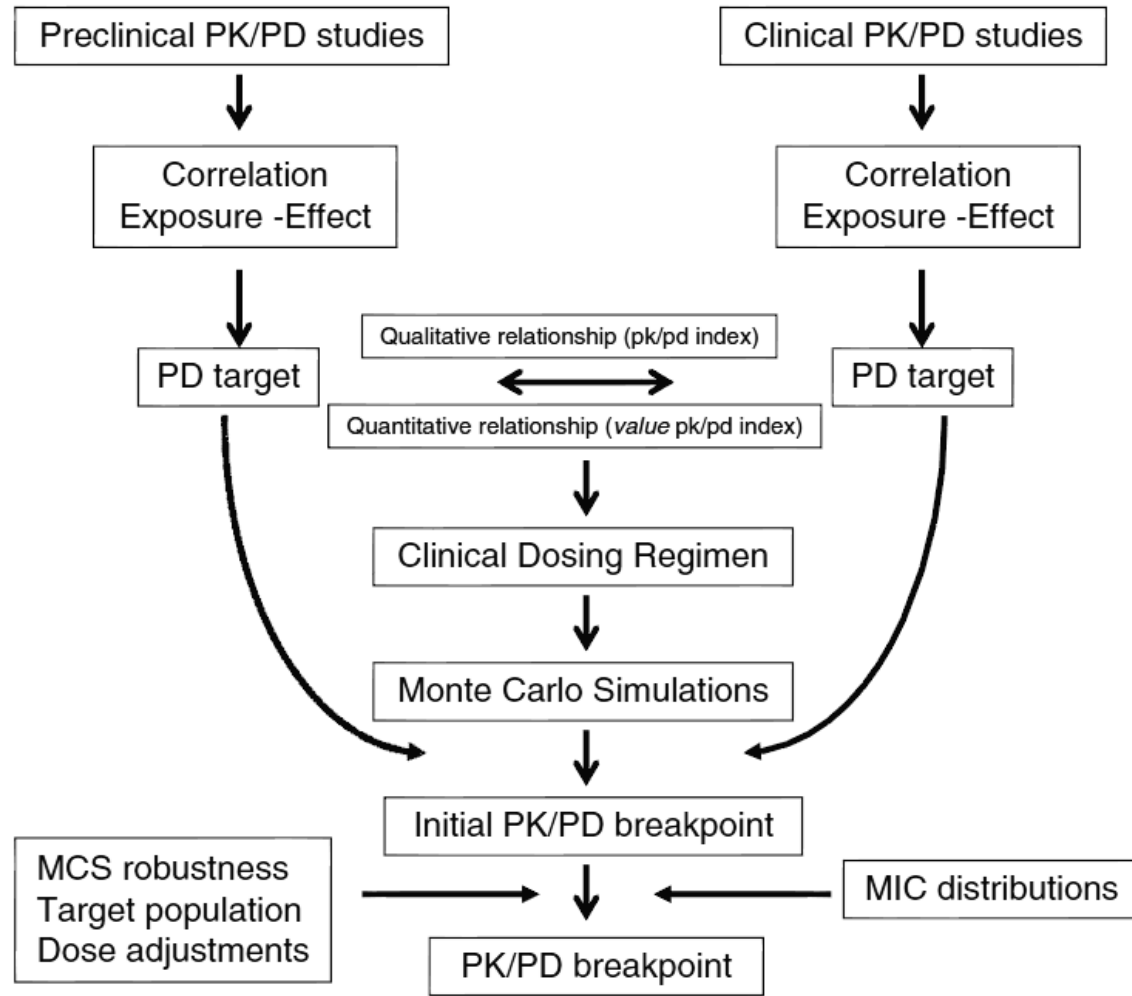 Preclinical PK/PD studies
Clinical PK/PD studies
Correlation
Exposure -Effect
Correlation
Exposure -Effect
Qualitative relationship (pk/pd index)
PD target
PD target
Quantitative relationship (value pk/pd index)
Clinical Dosing Regimen
Monte Carlo Simulations
Initial PK/PD breakpoint
MCS robustness
Target population
Dose adjustments
MIC distributions
PK/PD breakpoint